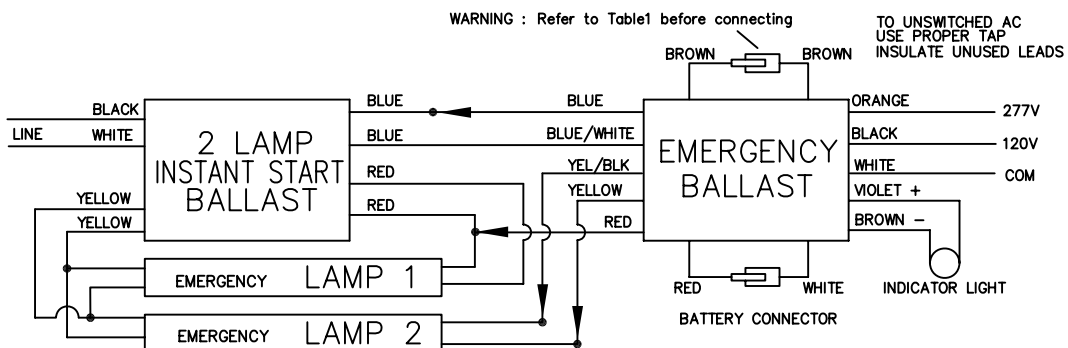 WARNING : Refer to Table1 before connecting
TO UNSWITCHED AC
USE PROPER TAP
INSULATE UNUSED LEADS
BROWN
BROWN
BLACK
LINE
WHITE
2 LAMP
INSTANT START
BALLAST
BLUE
BLUE
BLUE
BLUE/WHITE
RED
YEL/BLK
RED
YELLOW
RED
EMERGENCY
BALLAST
ORANGE
277V
BLACK
120V
WHITE
COM
VIOLET +
BROWN -
YELLOW
YELLOW
EMERGENCY LAMP 1
EMERGENCY LAMP 2
RED
WHITE
BATTERY CONNECTOR
INDICATOR LIGHT